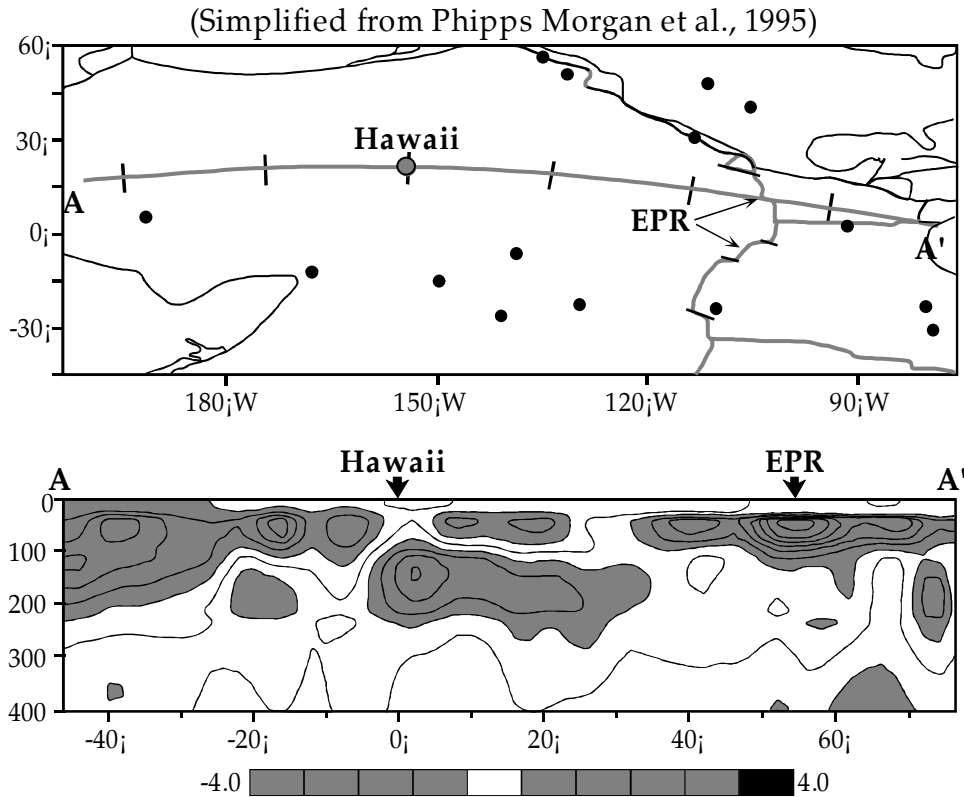 (Simplified from Phipps Morgan et al., 1995)
60¡
30¡
0¡
-30¡
Hawaii
A
EPR
A'
180¡W 150¡W 120¡W 90¡W
A Hawaii EPR A'
0
100
200
300
400
-40¡ -20¡ 0¡ 20¡ 40¡ 60¡
-4.0 4.0